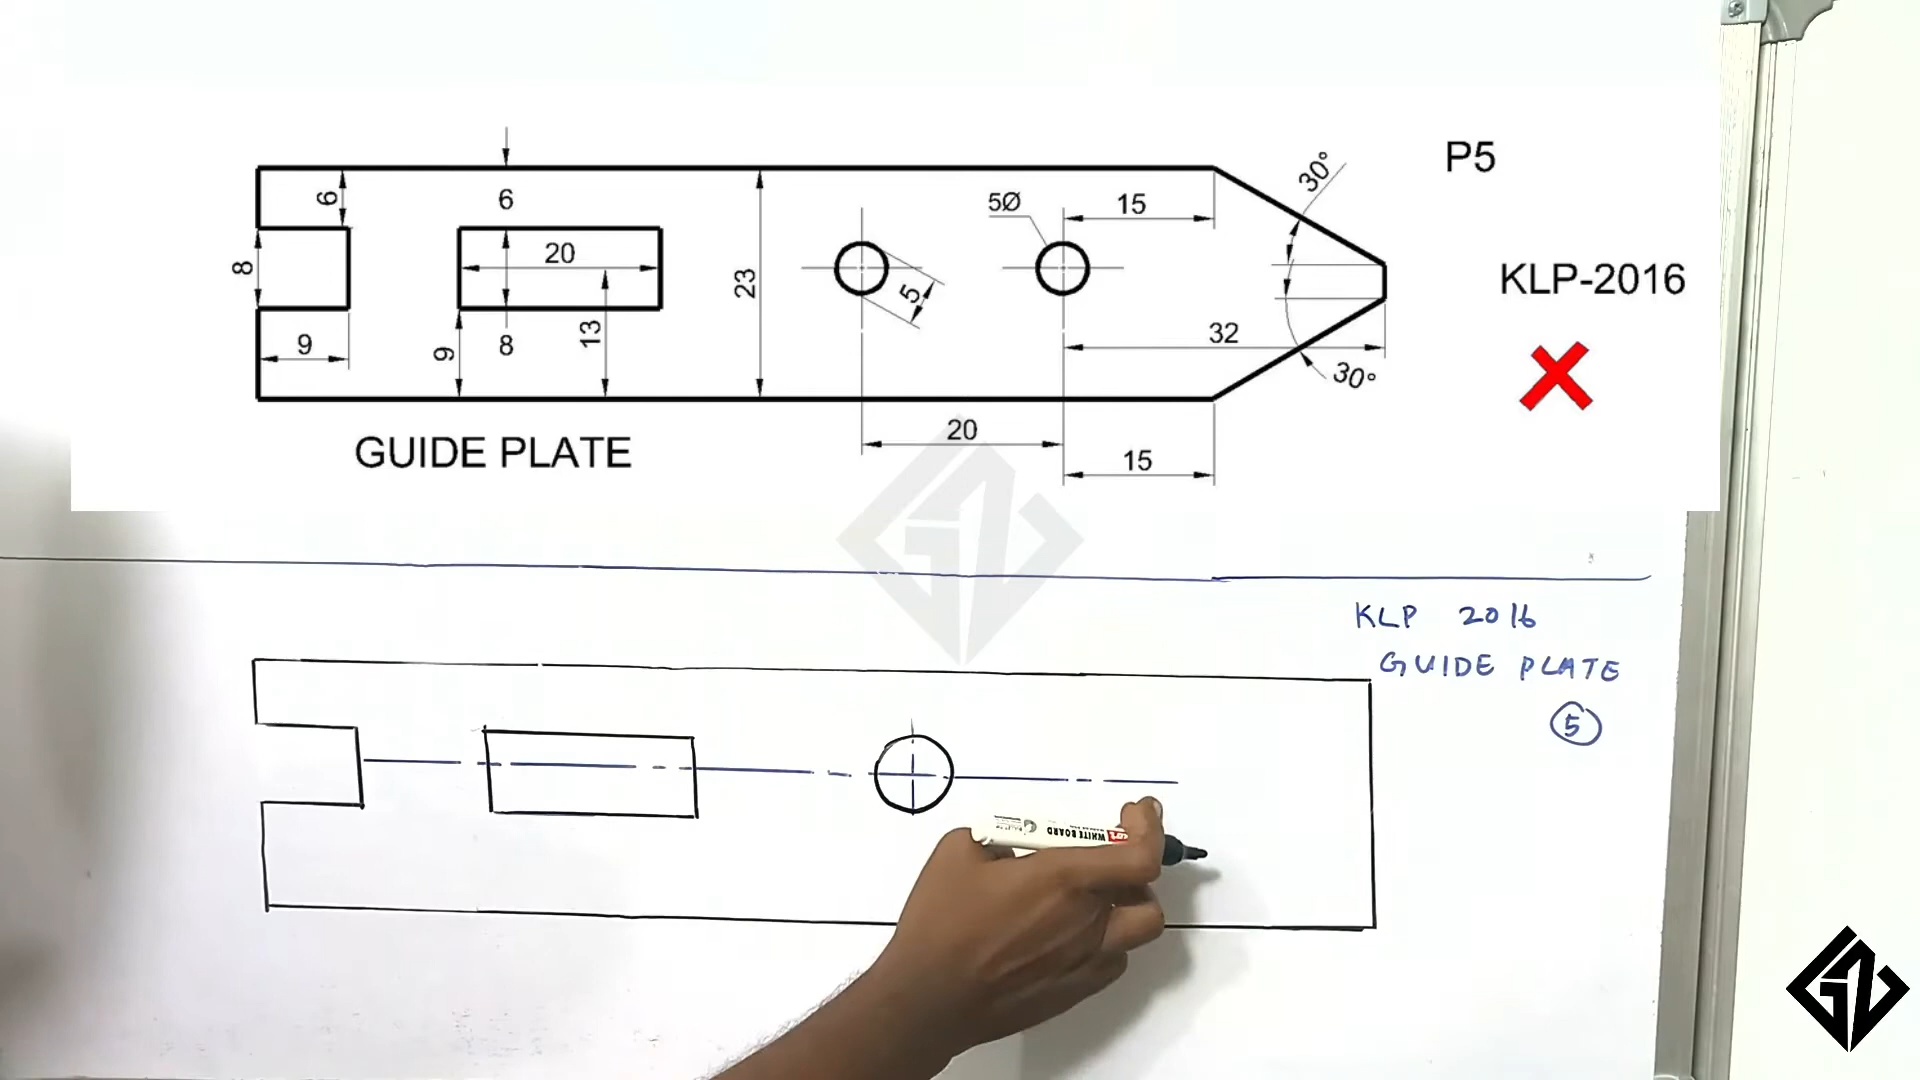 P5
30°
6
6
5Ø
15
8
20
23
5
KLP-2016
9
9
8
13
32
30°
GUIDE PLATE
20
15
KLP 2016
GUIDE PLATE
5
WHITE BOARD